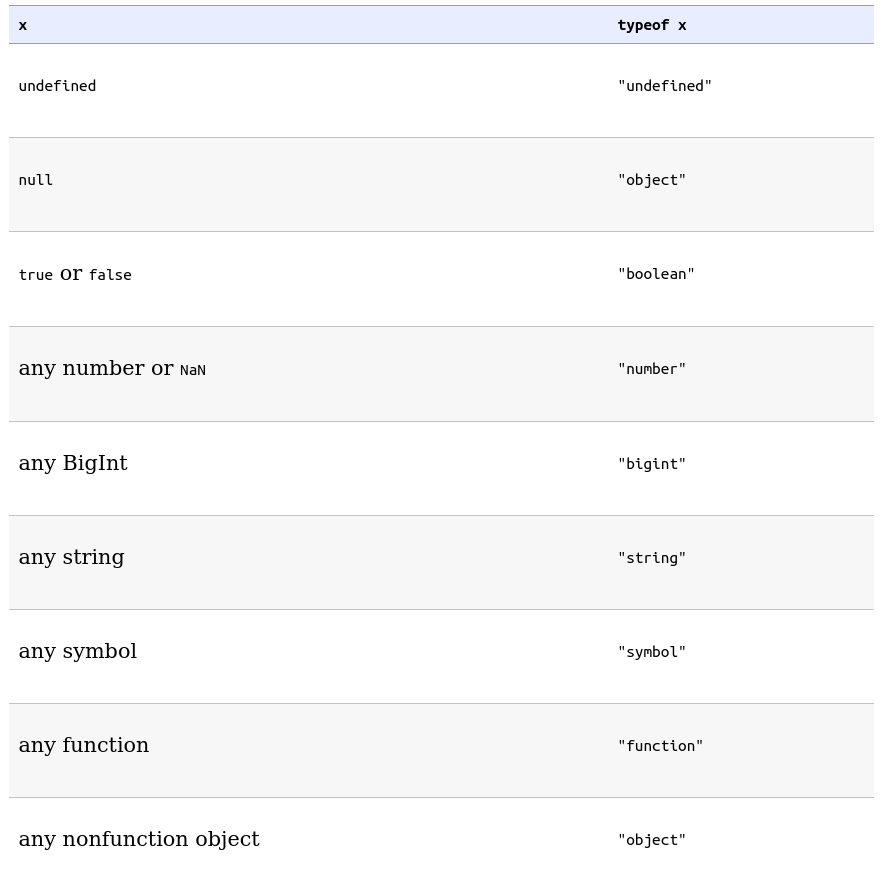 x typeof x
undefined "undefined"
null "object"
true or false "boolean"
any number or NaN "number"
any BigInt "bigint"
any string "string"
any symbol "symbol"
any function "function"
any nonfunction object "object"